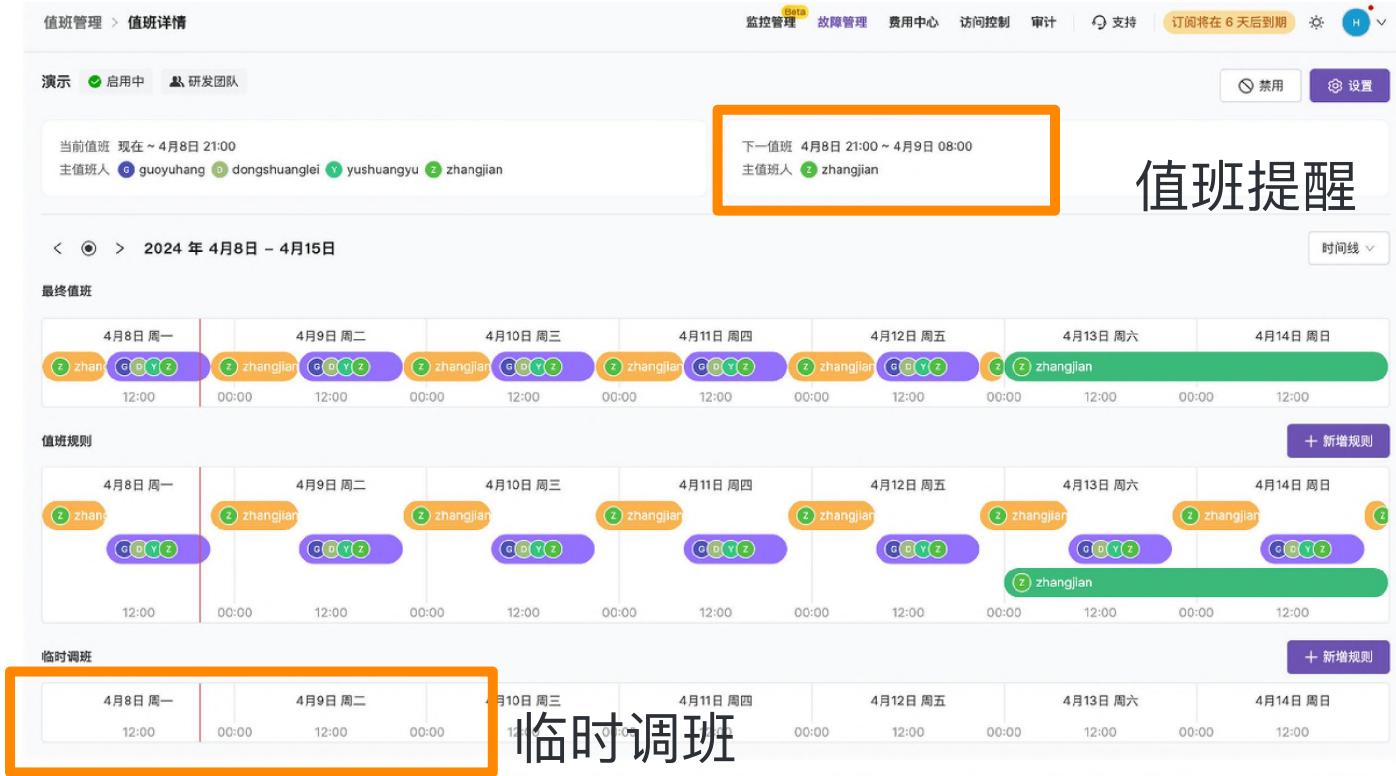 值班管理 > 值班详情 监控管理 Beta 故障管理 费用中心 访问控制 审计 支持 订阅将在 6 天后到期 H
演示 启用中 研发团队 禁用 设置
当前值班 现在 ~ 4月8日 21:00 下一值班 4月8日 21:00 ~ 4月9日 08:00
主值班人 G guoyuhang D dongshuanglei Y yushuangyu Z zhangjian 主值班人 Z zhangjian
值班提醒
2024 年 4月8日 – 4月15日 时间线
最终值班
4月8日 周一 4月9日 周二 4月10日 周三 4月11日 周四 4月12日 周五 4月13日 周六 4月14日 周日
Z zhan G D Y Z Z zhangjian G D Y Z Z zhangjian G D Y Z Z zhangjian G D Y Z Z zhangjian G D Y Z Z Z zhangjian
12:00 00:00 12:00 00:00 12:00 00:00 12:00 00:00 12:00 00:00 12:00 00:00 12:00
值班规则 + 新增规则
4月8日 周一 4月9日 周二 4月10日 周三 4月11日 周四 4月12日 周五 4月13日 周六 4月14日 周日
Z zhang Z zhangjian Z zhangjian Z zhangjian Z zhangjian Z zhangjian Z zhangjian Z
G D Y Z G D Y Z G D Y Z G D Y Z G D Y Z G D Y Z G D Y Z
Z zhangjian
12:00 00:00 12:00 00:00 12:00 00:00 12:00 00:00 12:00 00:00 12:00 00:00 12:00
临时调班 + 新增规则
4月8日 周一 4月9日 周二 月10日 周三 4月11日 周四 4月12日 周五 4月13日 周六 4月14日 周日
12:00 00:00 12:00 00:00 00:00 12:00 00:00 12:00 00:00 12:00
临时调班